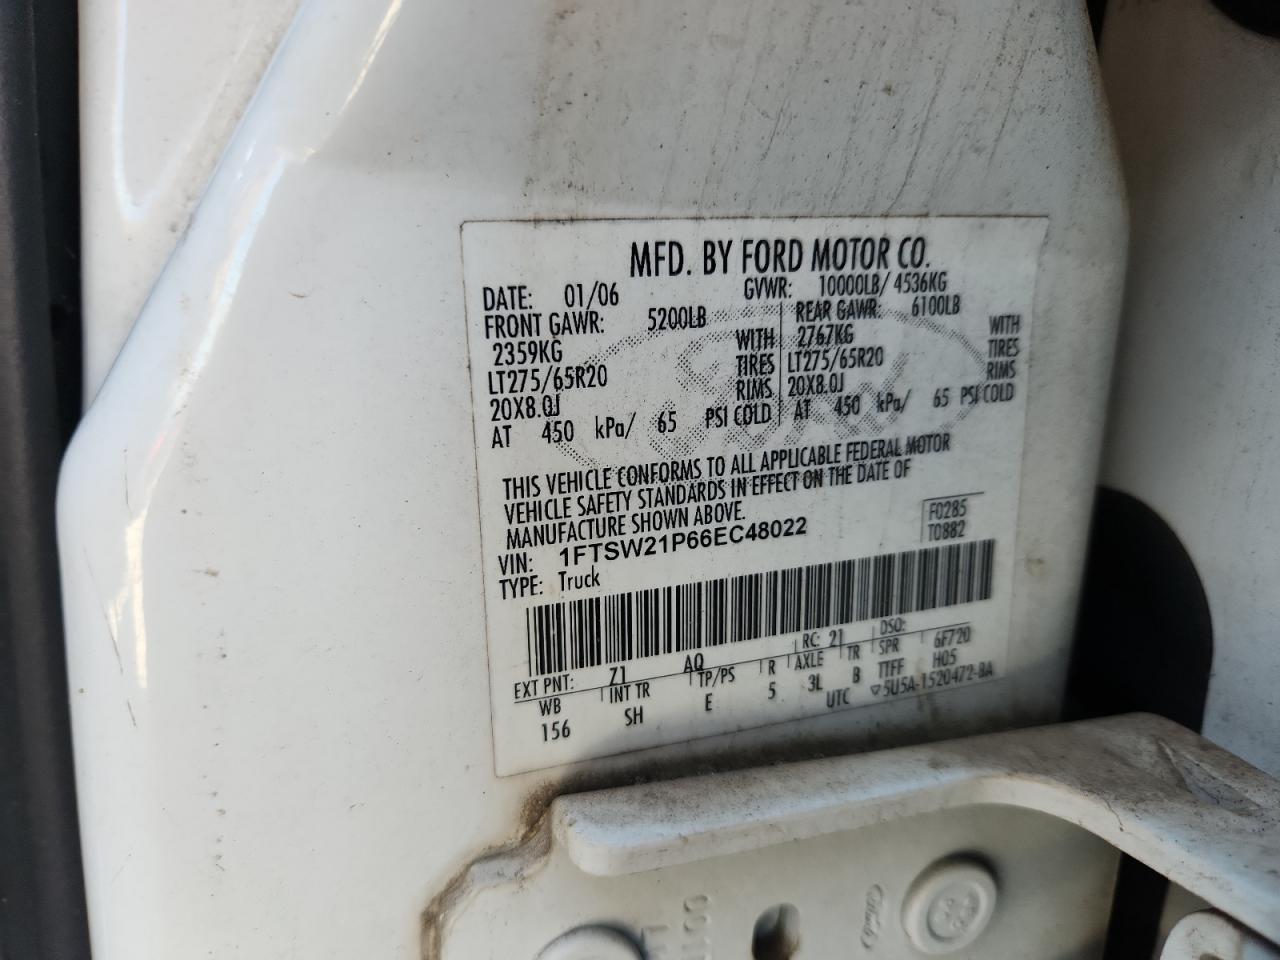 MFD. BY FORD MOTOR CO.
DATE: 01/06 GVWR: 10000LB/ 4536KG
FRONT GAWR: 5200LB REAR GAWR: 6100LB
2359KG WITH 2767KG WITH
LT275/65R20 TIRES LT275/65R20 TIRES
20X8.0J RIMS 20X8.0J RIMS
AT 450 kPa/ 65 PSI COLD AT 450 kPa/ 65 PSI COLD
THIS VEHICLE CONFORMS TO ALL APPLICABLE FEDERAL MOTOR
VEHICLE SAFETY STANDARDS IN EFFECT ON THE DATE OF
MANUFACTURE SHOWN ABOVE.
F0285
VIN: 1FTSW21P66EC48022
T0882
TYPE: Truck
EXT PNT: Z1 AQ RC: 21 DSO:
WB INT TR TP/PS R AXLE TR SPR 6F720
156 SH E 5 3L B TTFF H05
UTC ▽5U5A-1520472-BA